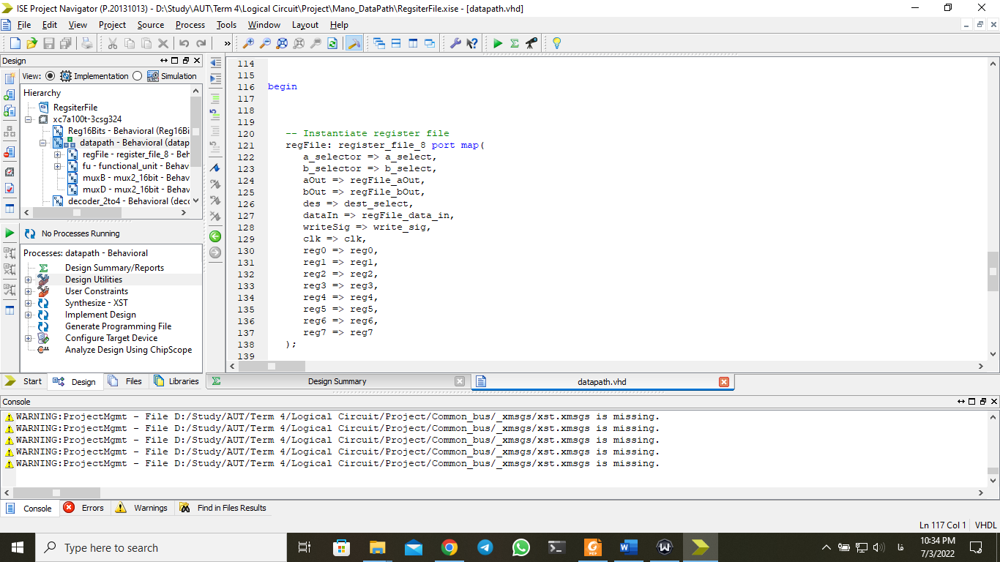 ISE Project Navigator (P.20131013) - D:\Study\AUT\Term 4\Logical Circuit\Project\Mano_DataPath\RegsiterFile.xise - [datapath.vhd]
File Edit View Project Source Process Tools Window Layout Help
»
Design
View: Implementation Simulation
Hierarchy
RegsiterFile
xc7a100t-3csg324
Reg16Bits - Behavioral (Reg16Bi
datapath - Behavioral (datap
regFile - register_file_8 - Beh
fu - functional_unit - Behav
muxB - mux2_16bit - Behav
muxD - mux2_16bit - Behav
decoder_2to4 - Behavioral (decc
No Processes Running
Processes: datapath - Behavioral
Design Summary/Reports
Design Utilities
User Constraints
Synthesize - XST
Implement Design
Generate Programming File
Configure Target Device
Analyze Design Using ChipScope
Start Design Files Libraries
114
115
116 begin
117
118
119
120 -- Instantiate register file
121 regFile: register_file_8 port map(
122 a_selector => a_select,
123 b_selector => b_select,
124 aOut => regFile_aOut,
125 bOut => regFile_bOut,
126 des => dest_select,
127 dataIn => regFile_data_in,
128 writeSig => write_sig,
129 clk => clk,
130 reg0 => reg0,
131 reg1 => reg1,
132 reg2 => reg2,
133 reg3 => reg3,
134 reg4 => reg4,
135 reg5 => reg5,
136 reg6 => reg6,
137 reg7 => reg7
138 );
139
Design Summary datapath.vhd
Console
WARNING:ProjectMgmt - File D:/Study/AUT/Term 4/Logical Circuit/Project/Common_bus/_xmsgs/xst.xmsgs is missing.
WARNING:ProjectMgmt - File D:/Study/AUT/Term 4/Logical Circuit/Project/Common_bus/_xmsgs/xst.xmsgs is missing.
WARNING:ProjectMgmt - File D:/Study/AUT/Term 4/Logical Circuit/Project/Common_bus/_xmsgs/xst.xmsgs is missing.
WARNING:ProjectMgmt - File D:/Study/AUT/Term 4/Logical Circuit/Project/Common_bus/_xmsgs/xst.xmsgs is missing.
WARNING:ProjectMgmt - File D:/Study/AUT/Term 4/Logical Circuit/Project/Common_bus/_xmsgs/xst.xmsgs is missing.
Console Errors Warnings Find in Files Results
Ln 117 Col 1 VHDL
Type here to search
فا
10:34 PM
7/3/2022